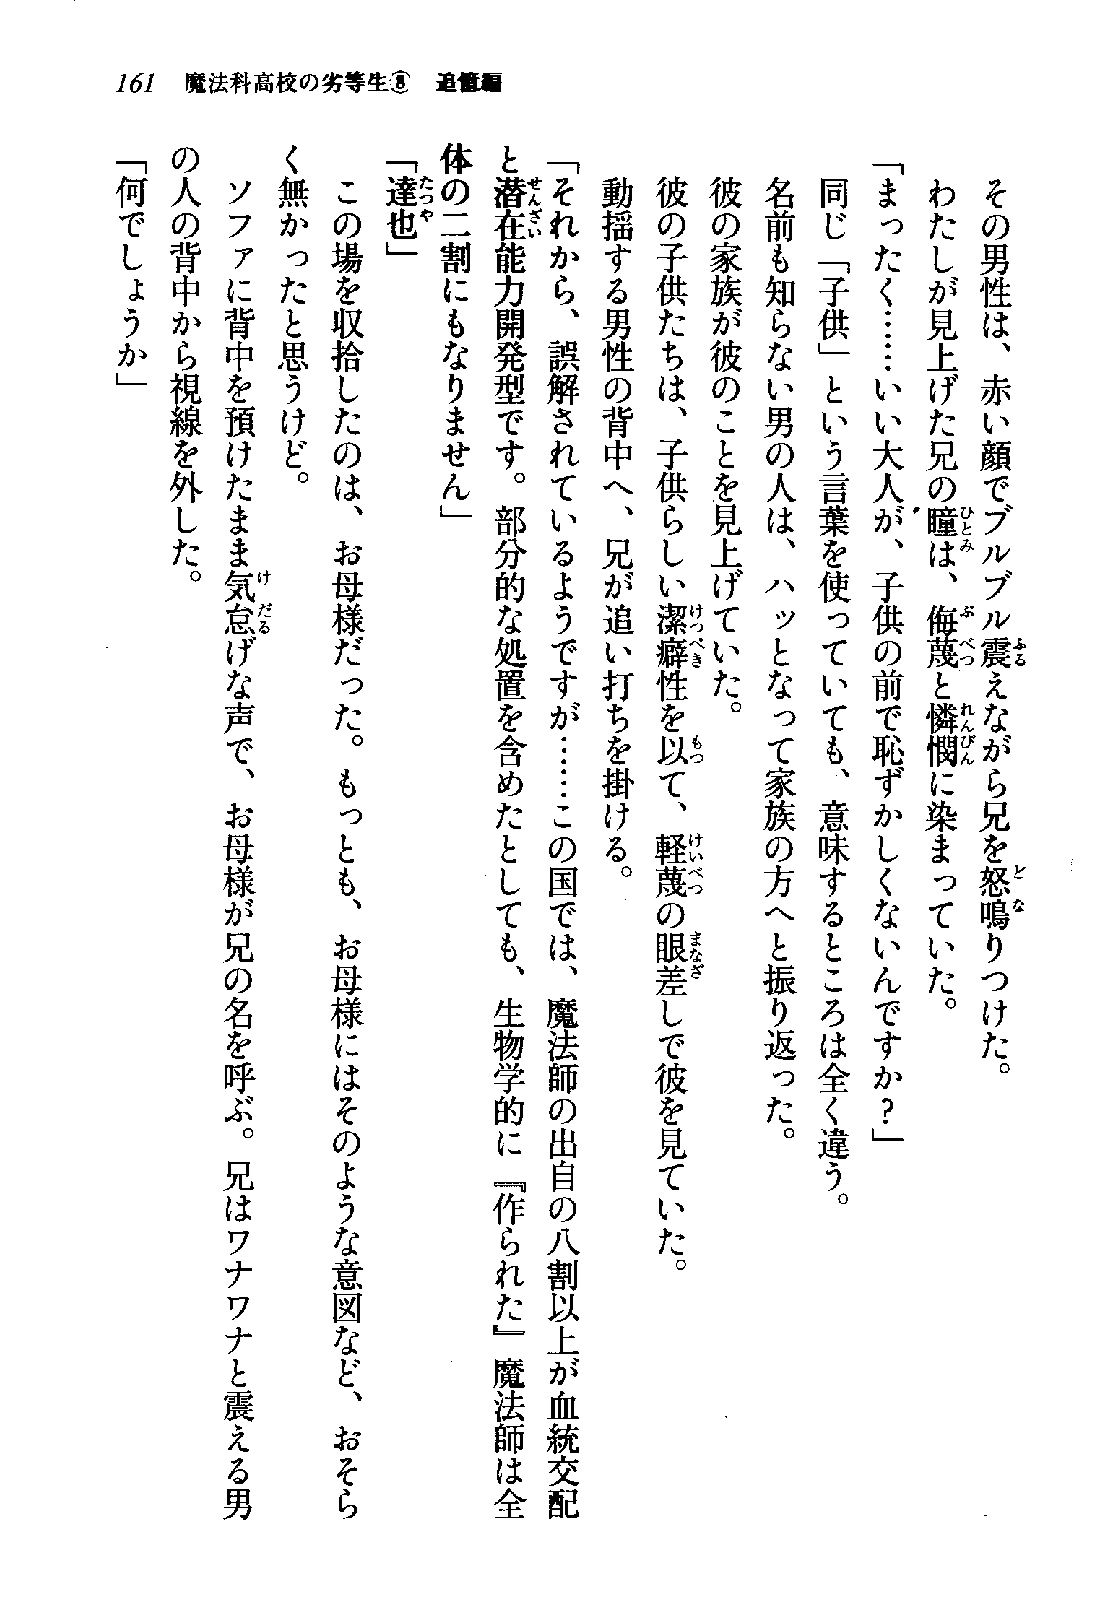 161 魔法科高校の劣等生⑧ 追憶編
その男性は、赤い顔でブルブル震えながら兄を怒鳴りつけた。
わたしが見上げた兄の瞳は、侮蔑と憐憫に染まっていた。
「まったく……いい大人が、子供の前で恥ずかしくないんですか？」
同じ「子供」という言葉を使っていても、意味するところは全く違う。
名前も知らない男の人は、ハッとなって家族の方へと振り返った。
彼の家族が彼のことを見上げていた。
彼の子供たちは、子供らしい潔癖性を以て、軽蔑の眼差しで彼を見ていた。
動揺する男性の背中へ、兄が追い打ちを掛ける。
「それから、誤解されているようですが……この国では、魔法師の出自の八割以上が血統交配
と潜在能力開発型です。部分的な処置を含めたとしても、生物学的に『作られた』魔法師は全
体の二割にもなりません」
「達也」
この場を収拾したのは、お母様だった。もっとも、お母様にはそのような意図など、おそら
く無かったと思うけど。
ソファに背中を預けたまま気怠げな声で、お母様が兄の名を呼ぶ。兄はワナワナと震える男
の人の背中から視線を外した。
「何でしょうか」